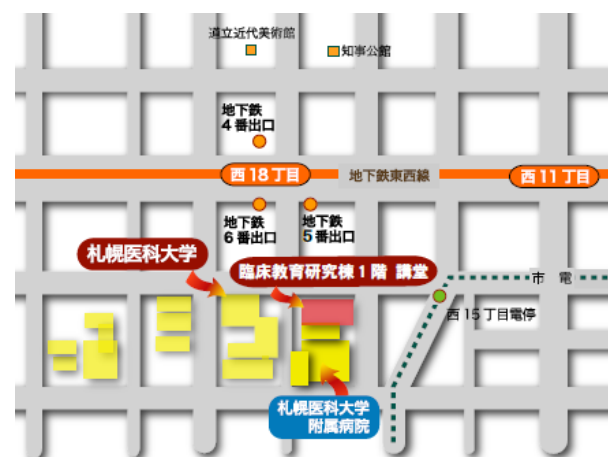 道立近代美術館
知事公館
地下鉄
4番出口
西18丁目
地下鉄東西線
西11丁目
地下鉄
6番出口
地下鉄
5番出口
札幌医科大学
臨床教育研究棟1階 講堂
市 電
西15丁目電停
札幌医科大学
附属病院